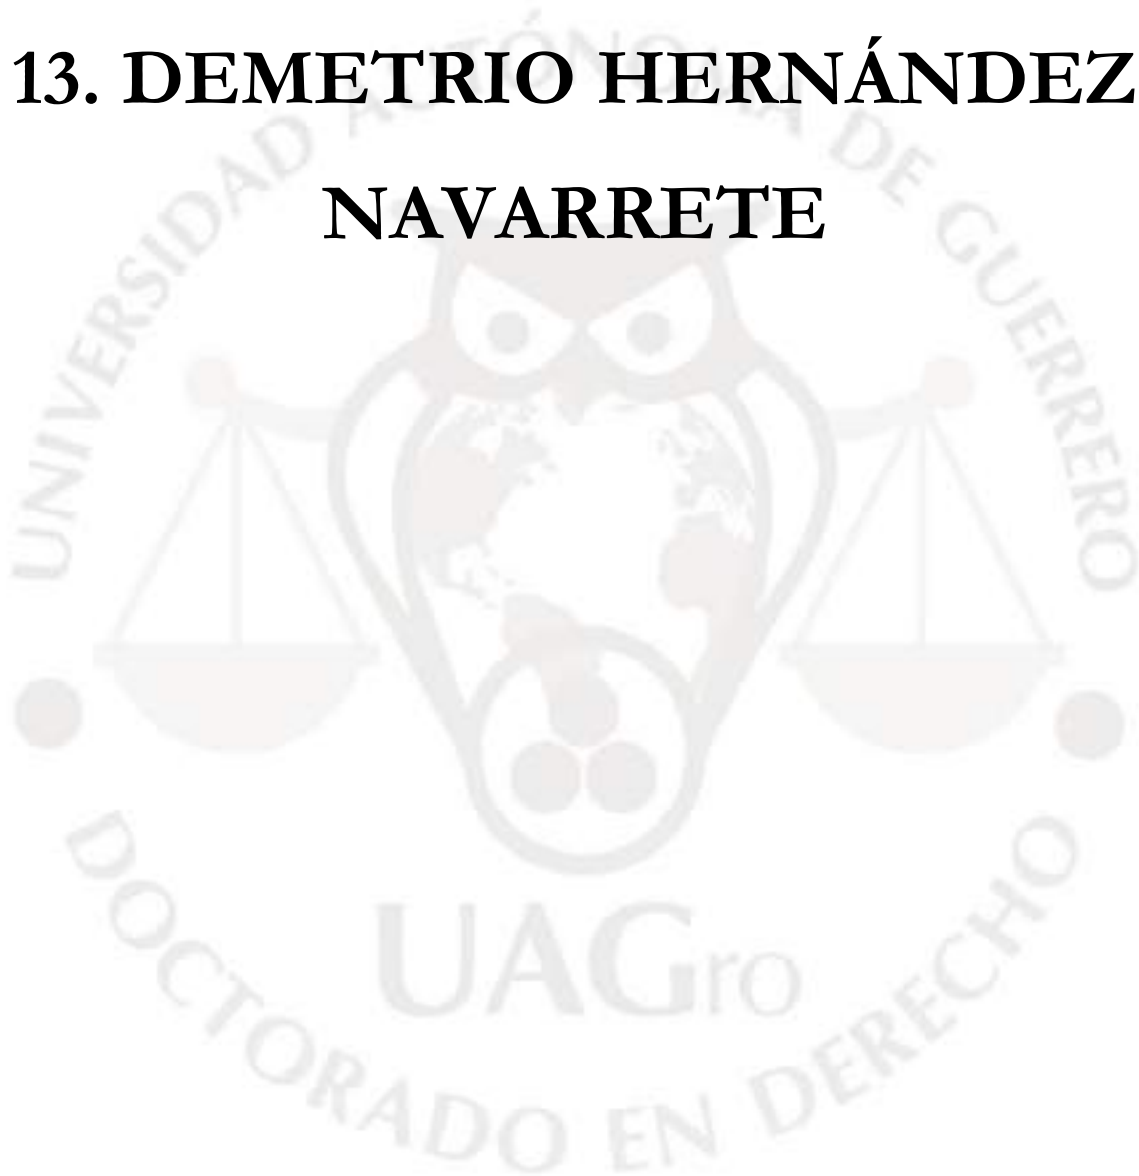 13. DEMETRIO HERNÁNDEZ
NAVARRETE
UNIVERSIDAD AUTÓNOMA DE GUERRERO
UAGro
DOCTORADO EN DERECHO